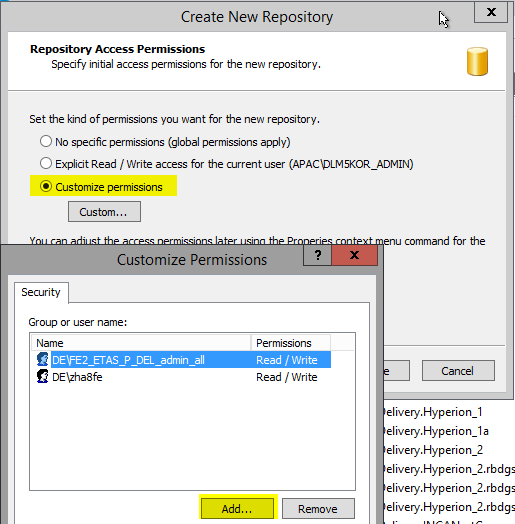 Create New Repository
x
Repository Access Permissions
Specify initial access permissions for the new repository.
Set the kind of permissions you want for the new repository.
No specific permissions (global permissions apply)
Explicit Read / Write access for the current user (APAC\DLM5KOR_ADMIN)
Customize permissions
Custom...
You can adjust the access permissions later using the Properies context menu command for the
Customize Permissions
?
x
Security
Group or user name:
Name Permissions
DE\FE2_ETAS_P_DEL_admin_all Read / Write
DE\zha8fe Read / Write
Add... Remove
e Cancel
Delivery.Hyperion_1
Delivery.Hyperion_1a
Delivery.Hyperion_2
Delivery.Hyperion_2.rbdgs
Delivery.Hyperion_2.rbdgs
Delivery.Hyperion_2.rbdgs